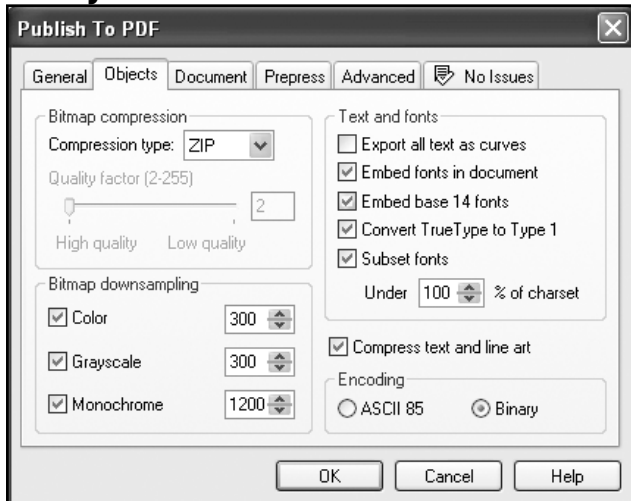 Publish To PDF
General Objects Document Prepress Advanced No Issues
Bitmap compression
Compression type: ZIP
Quality factor (2-255)
2
High quality Low quality
Bitmap downsampling
Color 300
Grayscale 300
Monochrome 1200
Text and fonts
Export all text as curves
Embed fonts in document
Embed base 14 fonts
Convert TrueType to Type 1
Subset fonts
Under 100 % of charset
Compress text and line art
Encoding
ASCII 85 Binary
OK Cancel Help